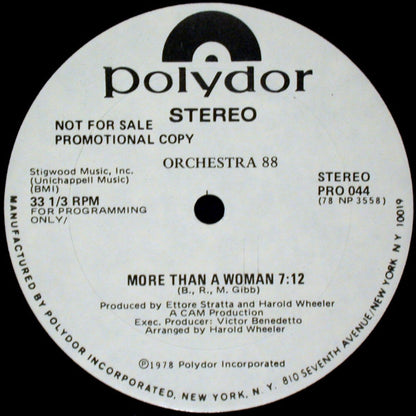 polydor
STEREO
NOT FOR SALE
PROMOTIONAL COPY
ORCHESTRA 88
Stigwood Music, Inc.
(Unichappell Music)
(BMI)
33 1/3 RPM
FOR PROGRAMMING
ONLY/
STEREO
PRO 044
(78 NP 3558)
MORE THAN A WOMAN 7:12
(B., R., M. Gibb)
Produced by Ettore Stratta and Harold Wheeler
A CAM Production
Exec. Producer: Victor Benedetto
Arranged by Harold Wheeler
©1978 Polydor Incorporated
MANUFACTURED BY POLYDOR INCORPORATED, NEW YORK, N. Y. 810 SEVENTH AVENUE/NEW YORK, N Y 10019